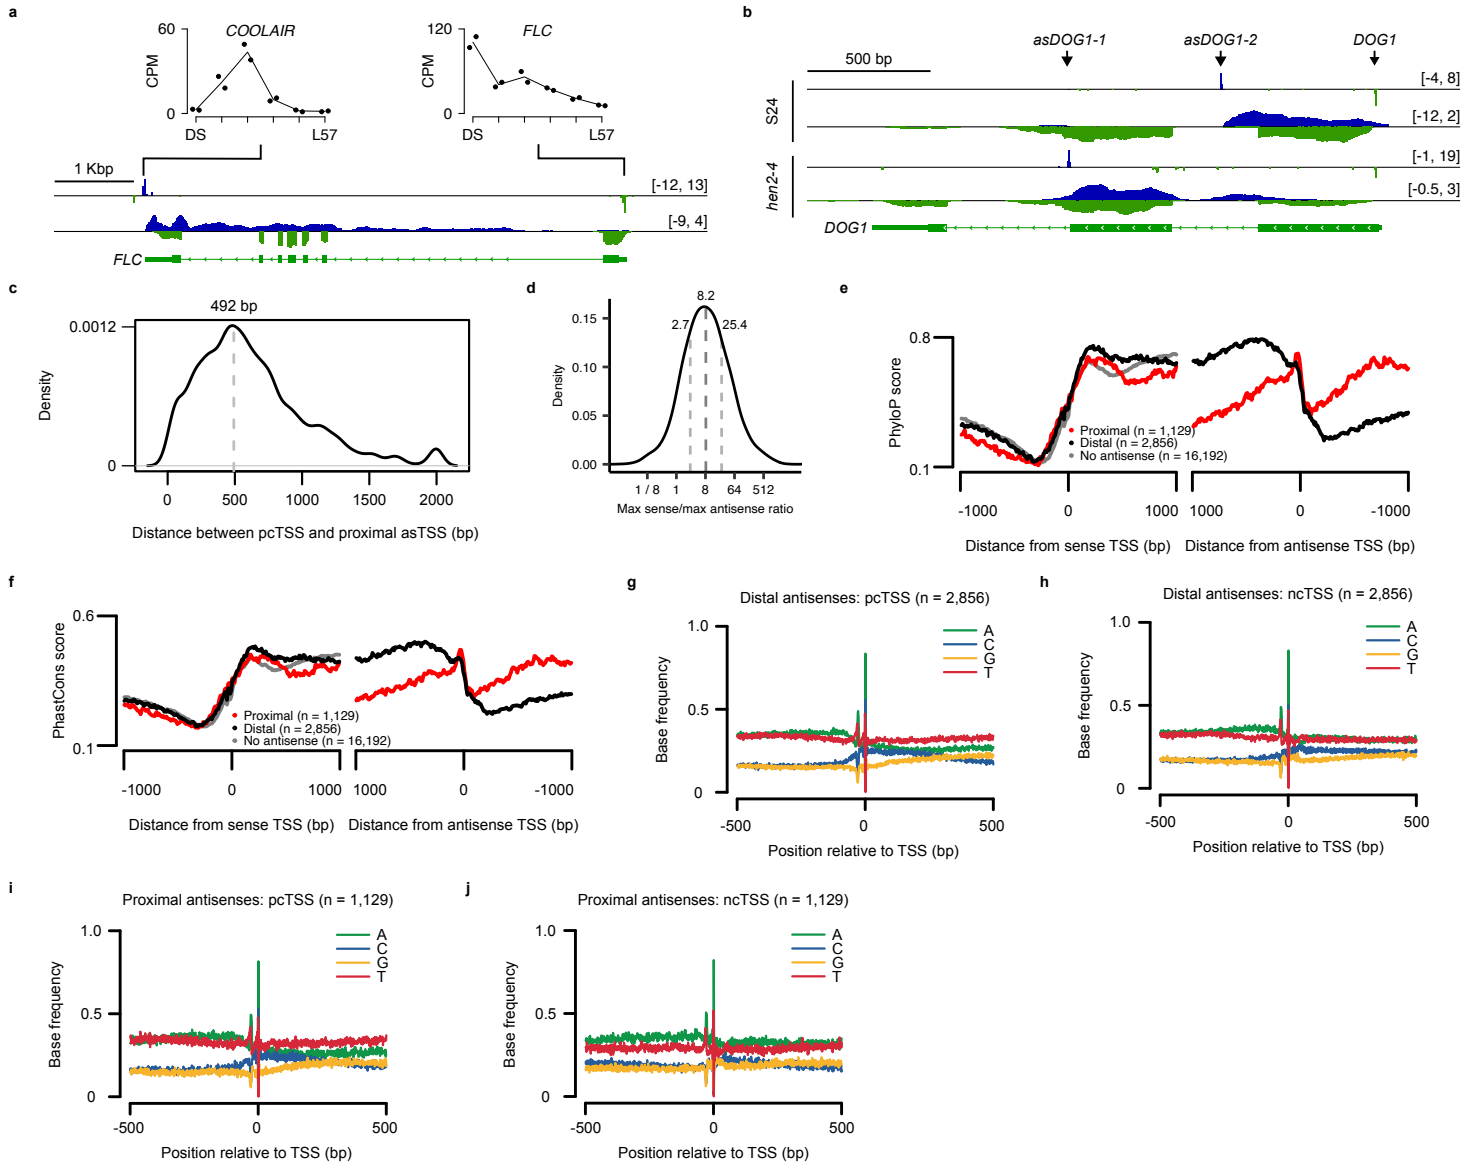 a
60
COOLAIR
CPM
0
DS
L57
120
FLC
CPM
0
DS
L57
1 Kbp
[-12, 13]
[-9, 4]
FLC
b
asDOG1-1
asDOG1-2
DOG1
500 bp
[-4, 8]
S24
[-12, 2]
[-1, 19]
hen2-4
[-0.5, 3]
DOG1
c
492 bp
0.0012
Density
0
0
500
1000
1500
2000
Distance between pcTSS and proximal asTSS (bp)
d
8.2
2.7
25.4
0.15
0.10
0.05
0.00
Density
1 / 8
1
8
64
512
Max sense/max antisense ratio
e
0.8
PhyloP score
0.1
Proximal (n = 1,129)
Distal (n = 2,856)
No antisense (n = 16,192)
-1000
0
1000
1000
0
-1000
Distance from sense TSS (bp)
Distance from antisense TSS (bp)
f
0.6
PhastCons score
0.1
Proximal (n = 1,129)
Distal (n = 2,856)
No antisense (n = 16,192)
-1000
0
1000
1000
0
-1000
Distance from sense TSS (bp)
Distance from antisense TSS (bp)
g
Distal antisenses: pcTSS (n = 2,856)
1.0
A
C
G
T
Base frequency
0.5
0
-500
0
500
Position relative to TSS (bp)
h
Distal antisenses: ncTSS (n = 2,856)
1.0
A
C
G
T
Base frequency
0.5
0
-500
0
500
Position relative to TSS (bp)
i
Proximal antisenses: pcTSS (n = 1,129)
1.0
A
C
G
T
Base frequency
0.5
0
-500
0
500
Position relative to TSS (bp)
j
Proximal antisenses: ncTSS (n = 1,129)
1.0
A
C
G
T
Base frequency
0.5
0
-500
0
500
Position relative to TSS (bp)